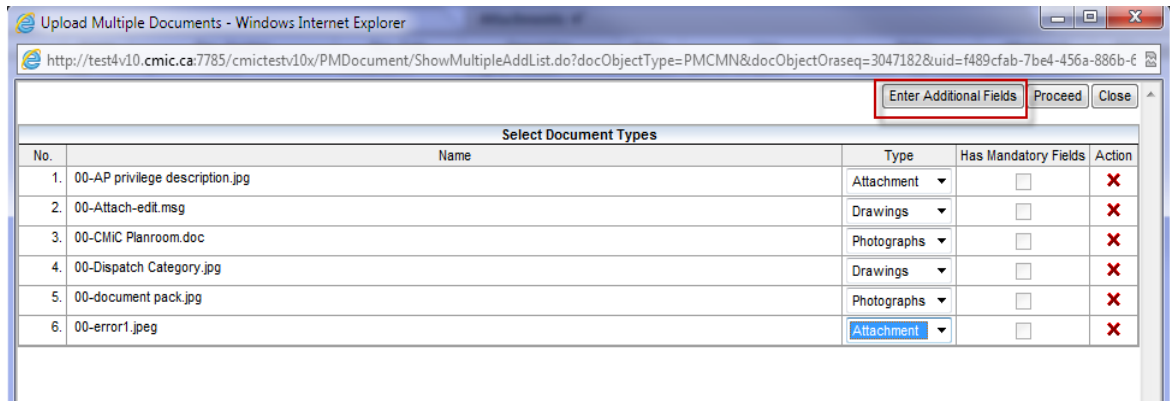 Upload Multiple Documents - Windows Internet Explorer
http://test4v10.cmic.ca:7785/cmictestv10x/PMDocument/ShowMultipleAddList.do?docObjectType=PMCMN&docObjectOraseq=3047182&uid=f489cfab-7be4-456a-886b-6
Enter Additional Fields Proceed Close
Select Document Types
No. Name Type Has Mandatory Fields Action
1. 00-AP privilege description.jpg Attachment
2. 00-Attach-edit.msg Drawings
3. 00-CMiC Planroom.doc Photographs
4. 00-Dispatch Category.jpg Drawings
5. 00-document pack.jpg Photographs
6. 00-error1.jpeg Attachment